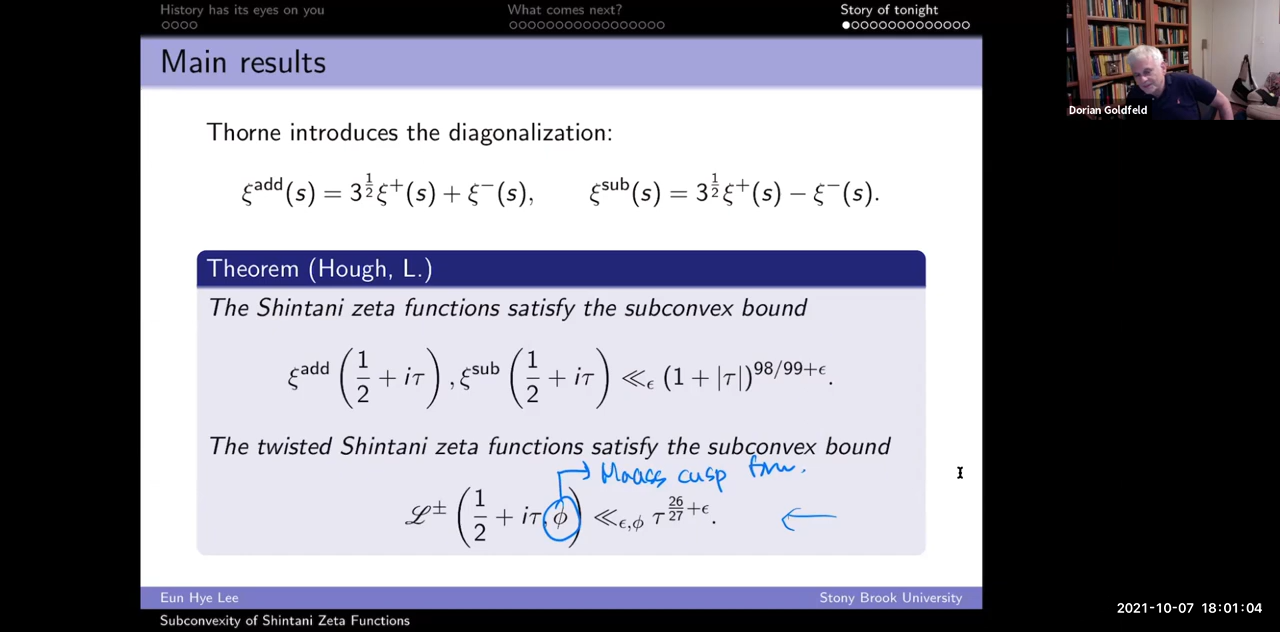 History has its eyes on you What comes next? Story of tonight
Main results
Thorne introduces the diagonalization:
ξ^add(s) = 3^{1/2}ξ^+(s) + ξ^−(s), ξ^sub(s) = 3^{1/2}ξ^+(s) − ξ^−(s).
Theorem (Hough, L.)
The Shintani zeta functions satisfy the subconvex bound
ξ^add(1/2 + iτ), ξ^sub(1/2 + iτ) ≪_ϵ (1 + |τ|)^{98/99+ϵ}.
The twisted Shintani zeta functions satisfy the subconvex bound
Maass cusp form.
ℒ^±(1/2 + iτ, ϕ) ≪_{ϵ,ϕ} τ^{26/27+ϵ}.
Eun Hye Lee Stony Brook University
Subconvexity of Shintani Zeta Functions
Dorian Goldfeld
2021-10-07 18:01:04